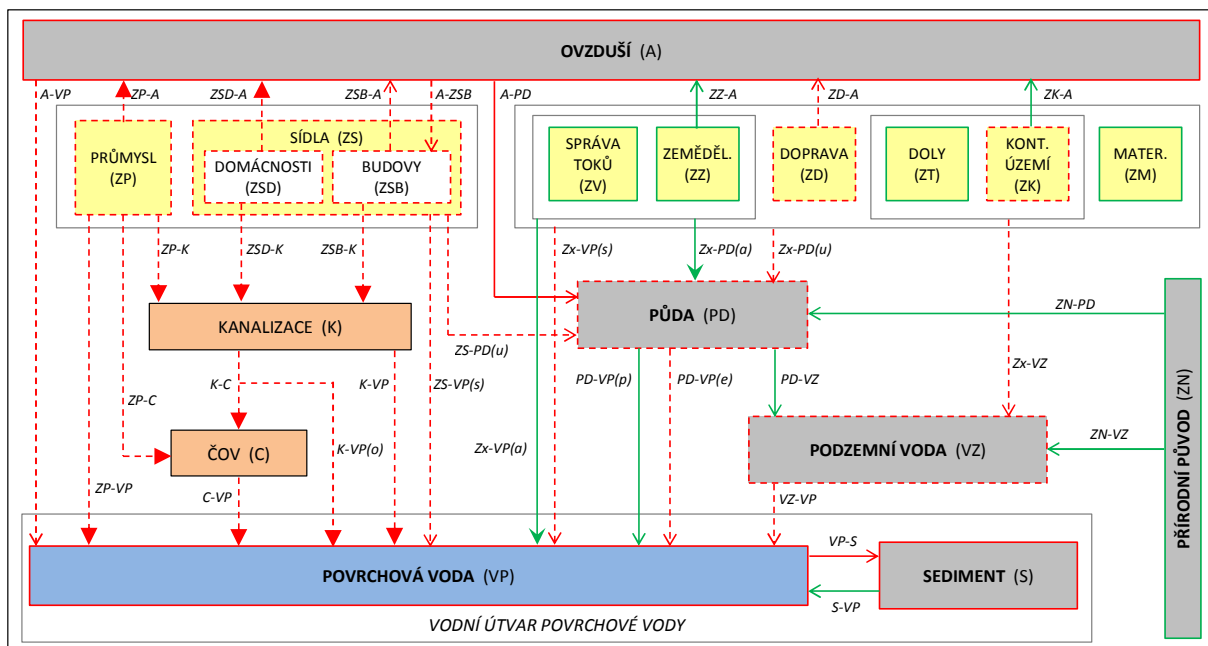 OVZDUŠÍ (A)
A-VP
ZP-A
ZSD-A
ZSB-A
A-ZSB
A-PD
ZZ-A
ZD-A
ZK-A
PRŮMYSL
(ZP)
SÍDLA (ZS)
DOMÁCNOSTI
(ZSD)
BUDOVY
(ZSB)
SPRÁVA
TOKŮ
(ZV)
ZEMĚDĚL.
(ZZ)
DOPRAVA
(ZD)
DOLY
(ZT)
KONT.
ÚZEMÍ
(ZK)
MATER.
(ZM)
ZP-K
ZSD-K
ZSB-K
Zx-VP(s)
Zx-PD(a)
Zx-PD(u)
KANALIZACE (K)
PŮDA (PD)
ZN-PD
ZS-PD(u)
K-C
K-VP
ZS-VP(s)
PD-VP(p)
PD-VP(e)
PD-VZ
Zx-VZ
ZP-C
ČOV (C)
K-VP(o)
Zx-VP(a)
PODZEMNÍ VODA (VZ)
ZN-VZ
PŘÍRODNÍ PŮVOD (ZN)
ZP-VP
C-VP
VZ-VP
POVRCHOVÁ VODA (VP)
VP-S
SEDIMENT (S)
S-VP
VODNÍ ÚTVAR POVRCHOVÉ VODY